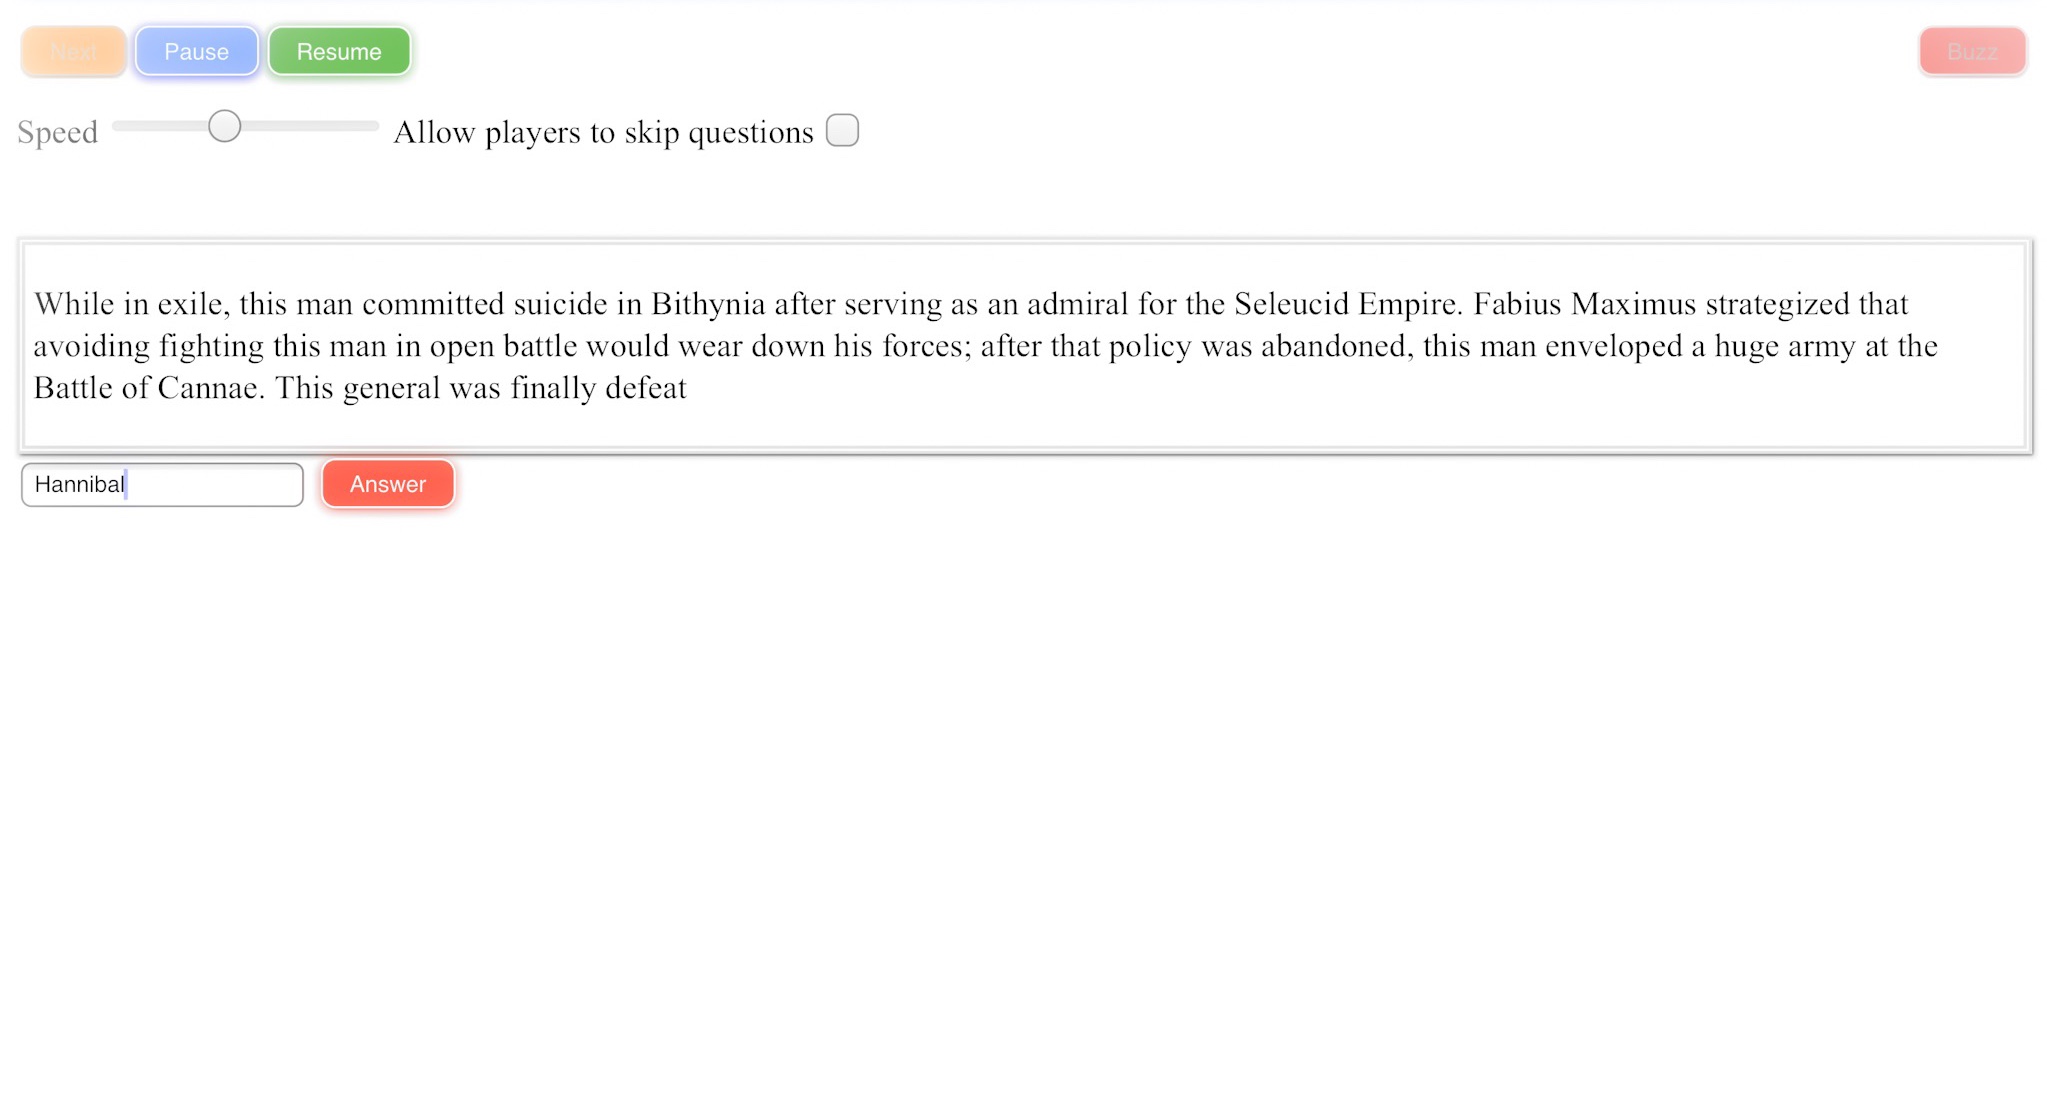 Next Pause Resume Buzz
Speed Allow players to skip questions
While in exile, this man committed suicide in Bithynia after serving as an admiral for the Seleucid Empire. Fabius Maximus strategized that
avoiding fighting this man in open battle would wear down his forces; after that policy was abandoned, this man enveloped a huge army at the
Battle of Cannae. This general was finally defeat
Hannibal Answer